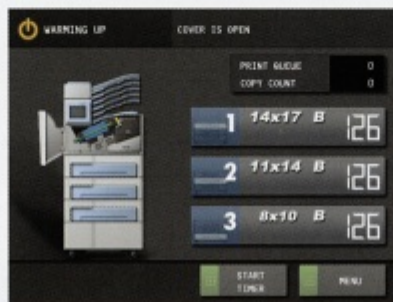 WARMING UP
COVER IS OPEN
PRINT QUEUE 0
COPY COUNT 0
1 14x17 B 126
2 11x14 B 126
3 8x10 B 126
START TIMER
MENU